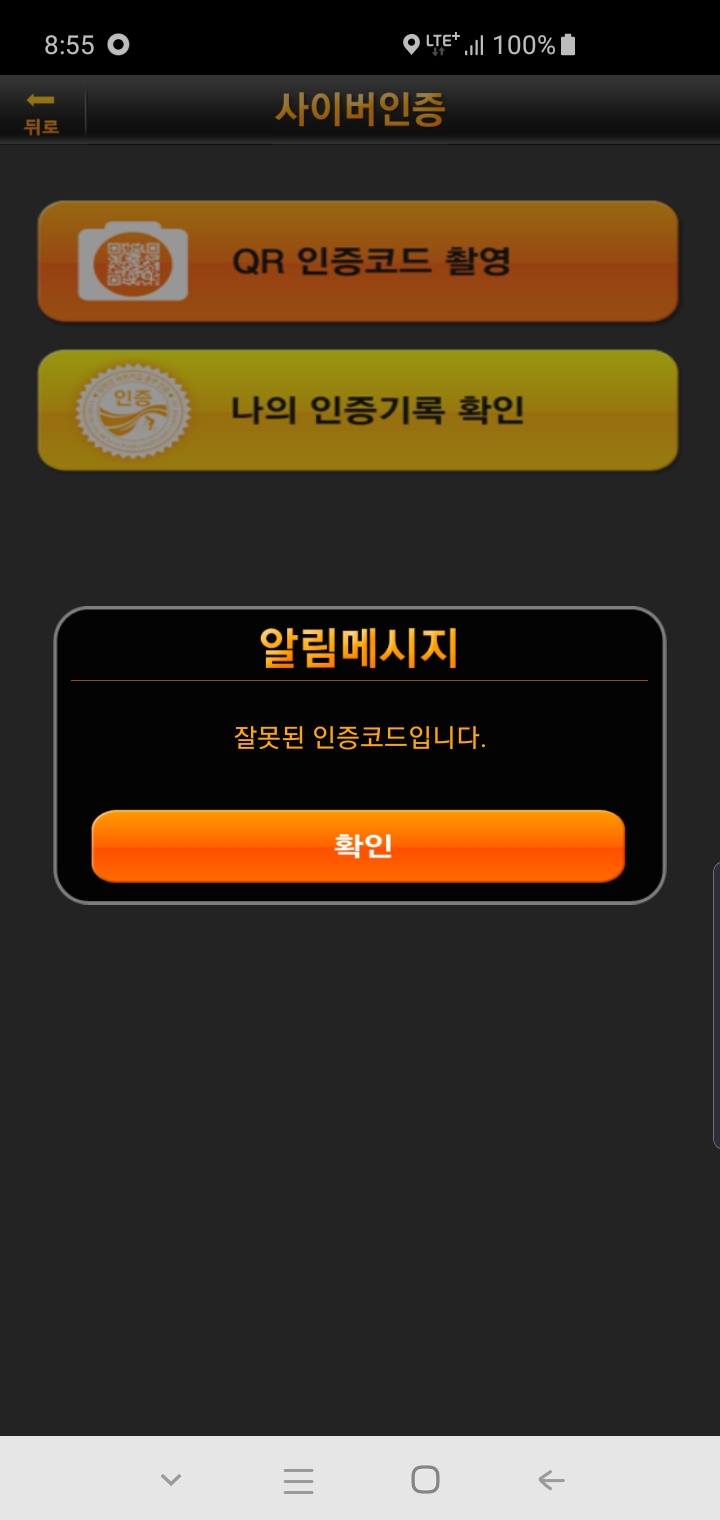 8:55
LTE+ 100%
뒤로
사이버인증
QR 인증코드 촬영
인증
나의 인증기록 확인
알림메시지
잘못된 인증코드입니다.
확인